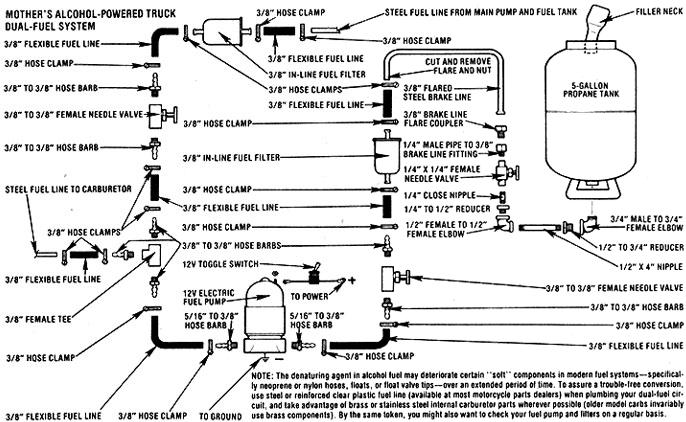 MOTHER'S ALCOHOL-POWERED TRUCK
DUAL-FUEL SYSTEM
3/8" HOSE CLAMP
STEEL FUEL LINE FROM MAIN PUMP AND FUEL TANK
FILLER NECK
3/8" FLEXIBLE FUEL LINE
3/8" HOSE CLAMP
3/8" HOSE CLAMP
3/8" FLEXIBLE FUEL LINE
3/8" IN-LINE FUEL FILTER
3/8" HOSE CLAMPS
3/8" FLEXIBLE FUEL LINE
CUT AND REMOVE
FLARE AND NUT
3/8" FLARED
STEEL BRAKE LINE
5-GALLON
PROPANE TANK
3/8" TO 3/8" HOSE BARB
3/8" TO 3/8" FEMALE NEEDLE VALVE
3/8" HOSE CLAMP
3/8" BRAKE LINE
FLARE COUPLER
3/8" TO 3/8" HOSE BARB
3/8" IN-LINE FUEL FILTER
1/4" MALE PIPE TO 3/8"
BRAKE LINE FITTING
1/4" X 1/4" FEMALE
NEEDLE VALVE
3/8" HOSE CLAMP
STEEL FUEL LINE TO CARBURETOR
3/8" HOSE CLAMP
1/4" CLOSE NIPPLE
3/8" FLEXIBLE FUEL LINE
1/4" TO 1/2" REDUCER
3/8" HOSE CLAMPS
3/8" HOSE CLAMP
1/2" FEMALE TO 1/2"
FEMALE ELBOW
3/4" MALE TO 3/4"
FEMALE ELBOW
3/8" TO 3/8" HOSE BARBS
1/2" TO 3/4" REDUCER
12V TOGGLE SWITCH
1/2" X 4" NIPPLE
3/8" FLEXIBLE FUEL LINE
12V ELECTRIC
FUEL PUMP
TO POWER
+
3/8" TO 3/8" FEMALE NEEDLE VALVE
3/8" FEMALE TEE
5/16" TO 3/8"
HOSE BARB
5/16" TO 3/8"
HOSE BARB
3/8" TO 3/8" HOSE BARB
3/8" HOSE CLAMP
3/8" HOSE CLAMP
3/8" FLEXIBLE FUEL LINE
3/8" HOSE CLAMP
−
3/8" FLEXIBLE FUEL LINE
3/8" HOSE CLAMP
TO GROUND
NOTE: The denaturing agent in alcohol fuel may deteriorate certain "soft" components in modern fuel systems—specifical-
ly neoprene or nylon hoses, floats, or float valve tips—over an extended period of time. To assure a trouble-free conversion,
use steel or reinforced clear plastic fuel line (available at most motorcycle parts dealers) when plumbing your dual-fuel cir-
cuit, and take advantage of brass or stainless steel internal carburetor parts wherever possible (older model carbs invariably
use brass components). By the same token, you might also want to check your fuel pump and filters on a regular basis.